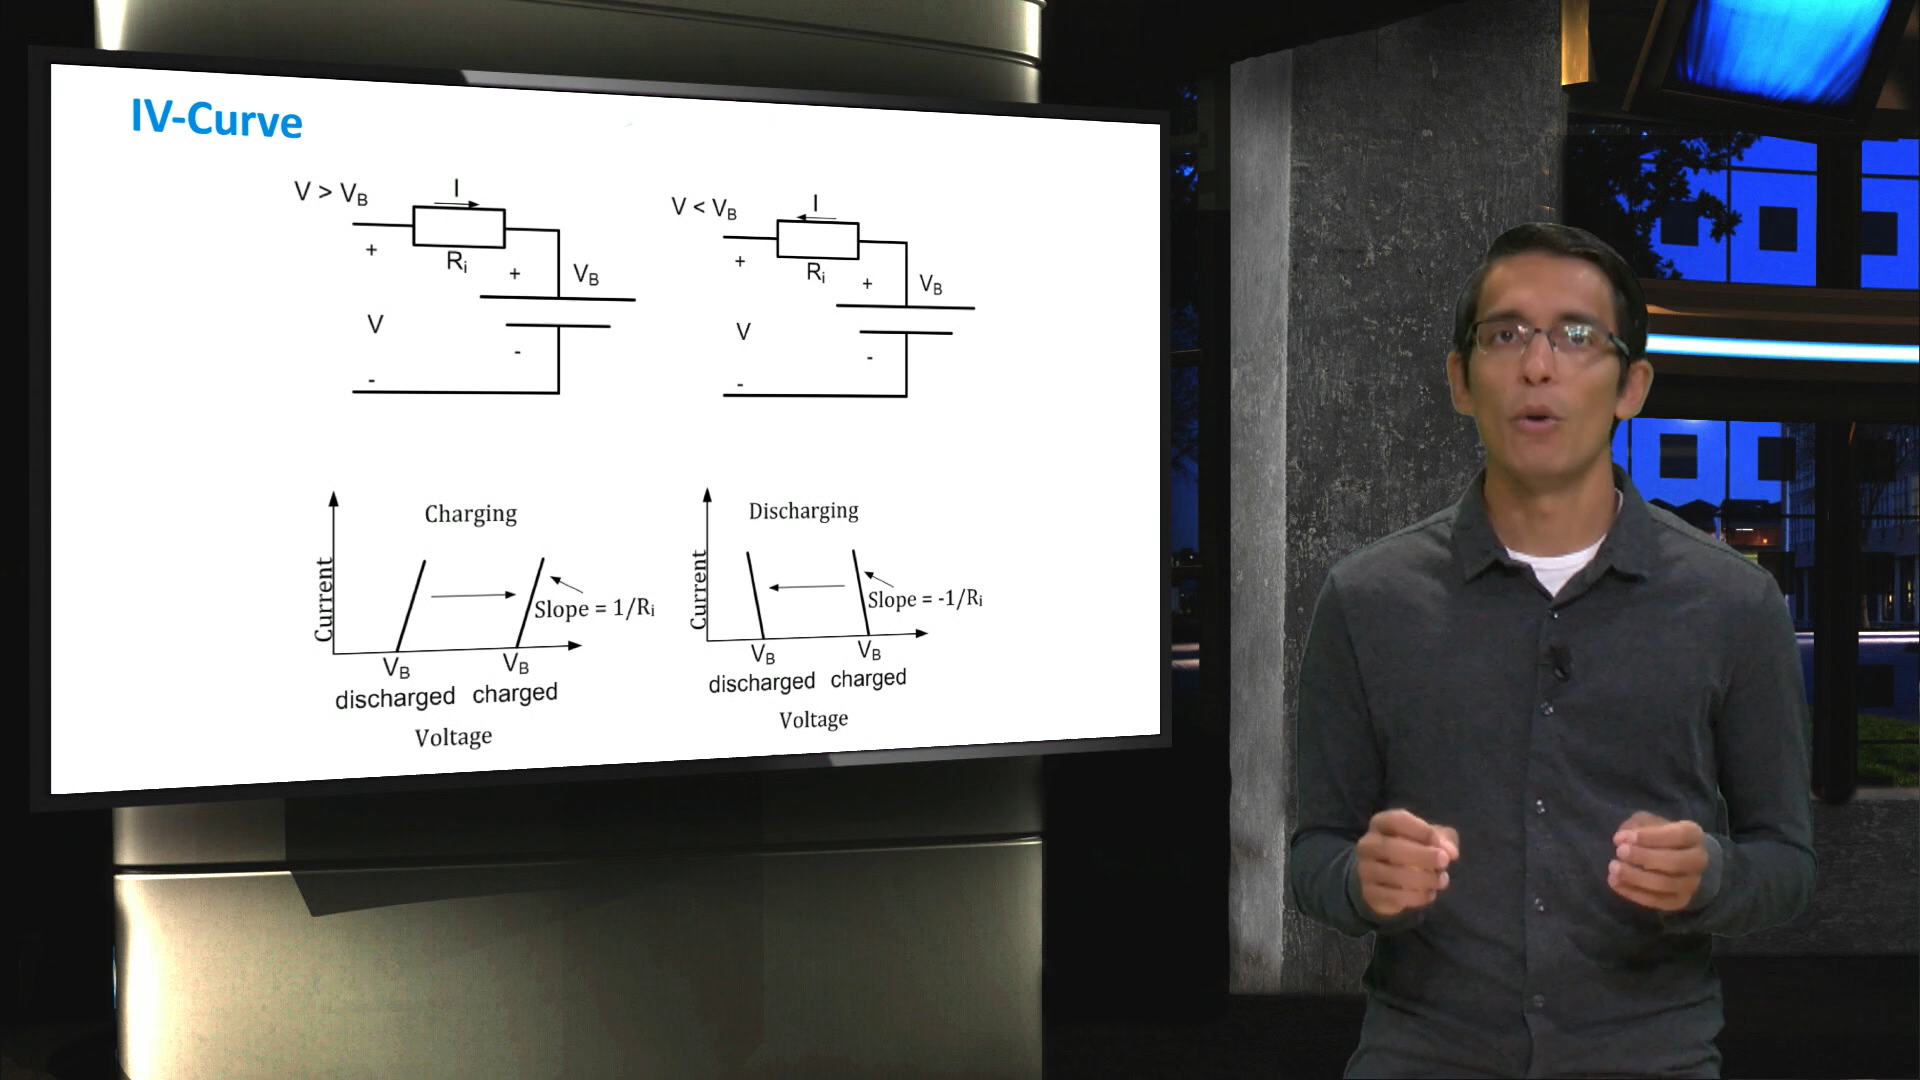 IV-Curve
V > VB
I
+
Ri
+
VB
V
-
-
V < VB
I
+
Ri
+
VB
V
-
-
Charging
Current
Slope = 1/Ri
VB
VB
discharged
charged
Voltage
Discharging
Current
Slope = -1/Ri
VB
VB
discharged
charged
Voltage